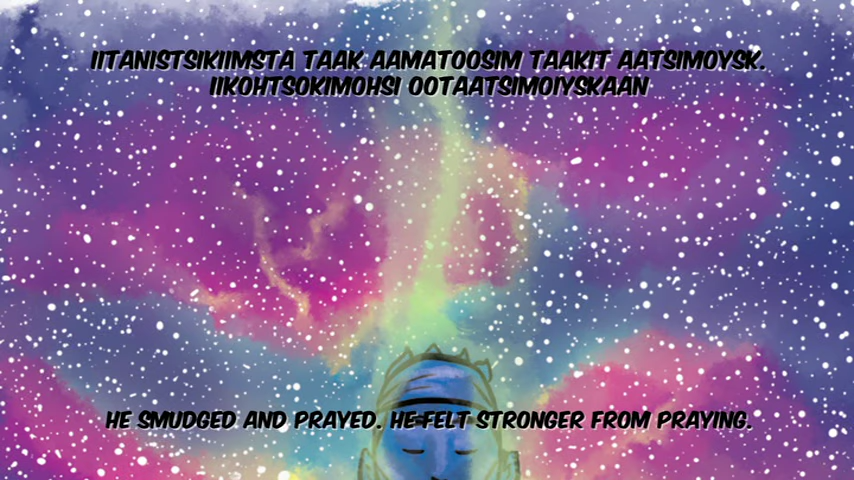 IITANISTSIKIIMSTA TAAK AAMATOOSIM TAAKIT AATSIMOYSK.
IIKOHTSOKIMOHSI OOTAATSIMOIYSKAAN
HE SMUDGED AND PRAYED. HE FELT STRONGER FROM PRAYING.